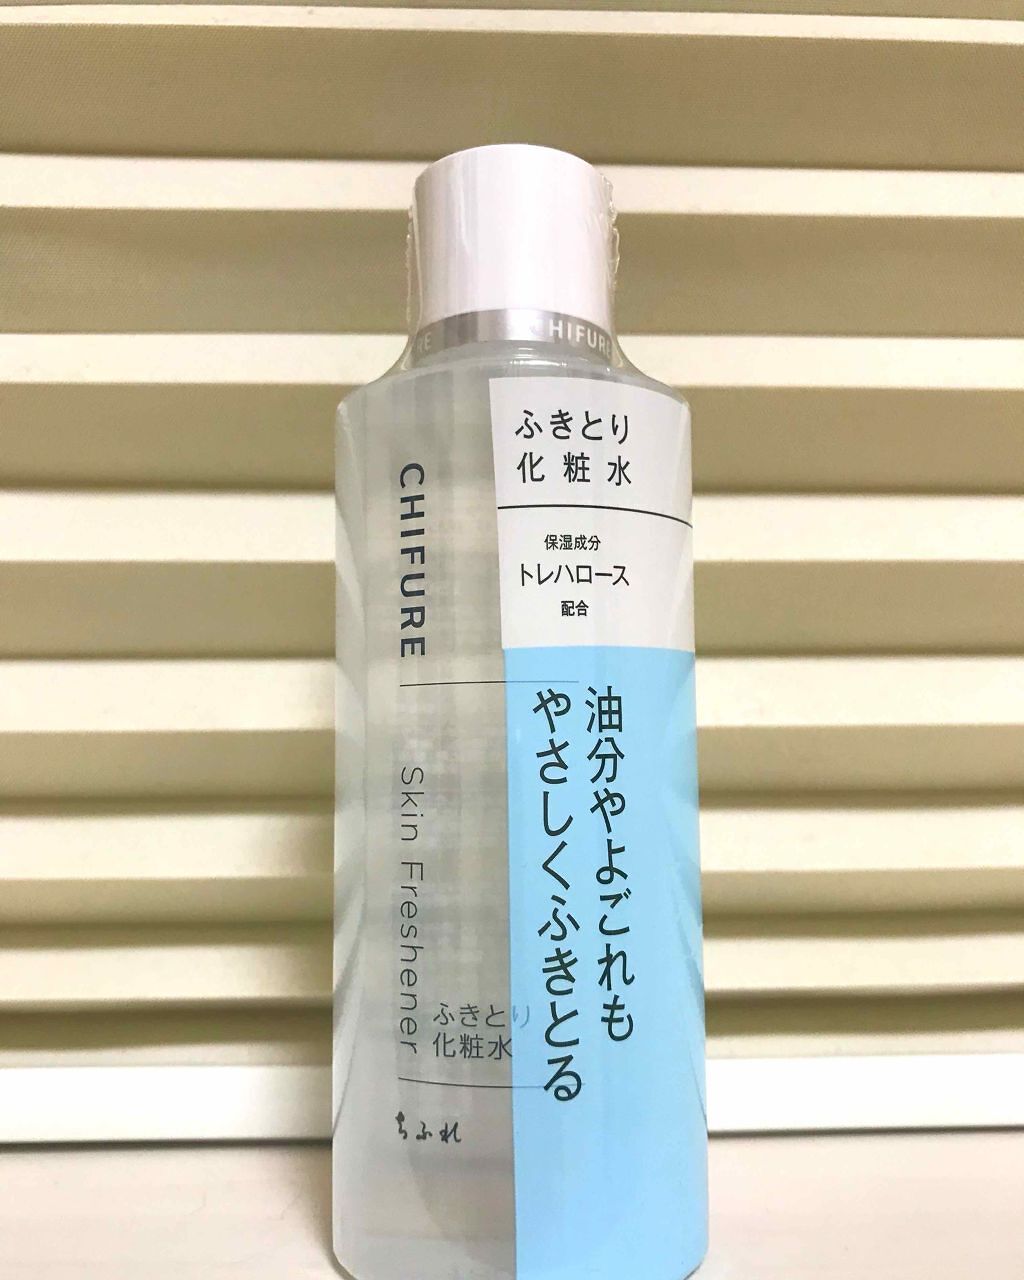 CHIFURE
ふきとり
化粧水
保湿成分
トレハロース
配合
油分やよごれも
やさしくふきとる
CHIFURE
Skin Freshener
ふきとり
化粧水
ちふれ